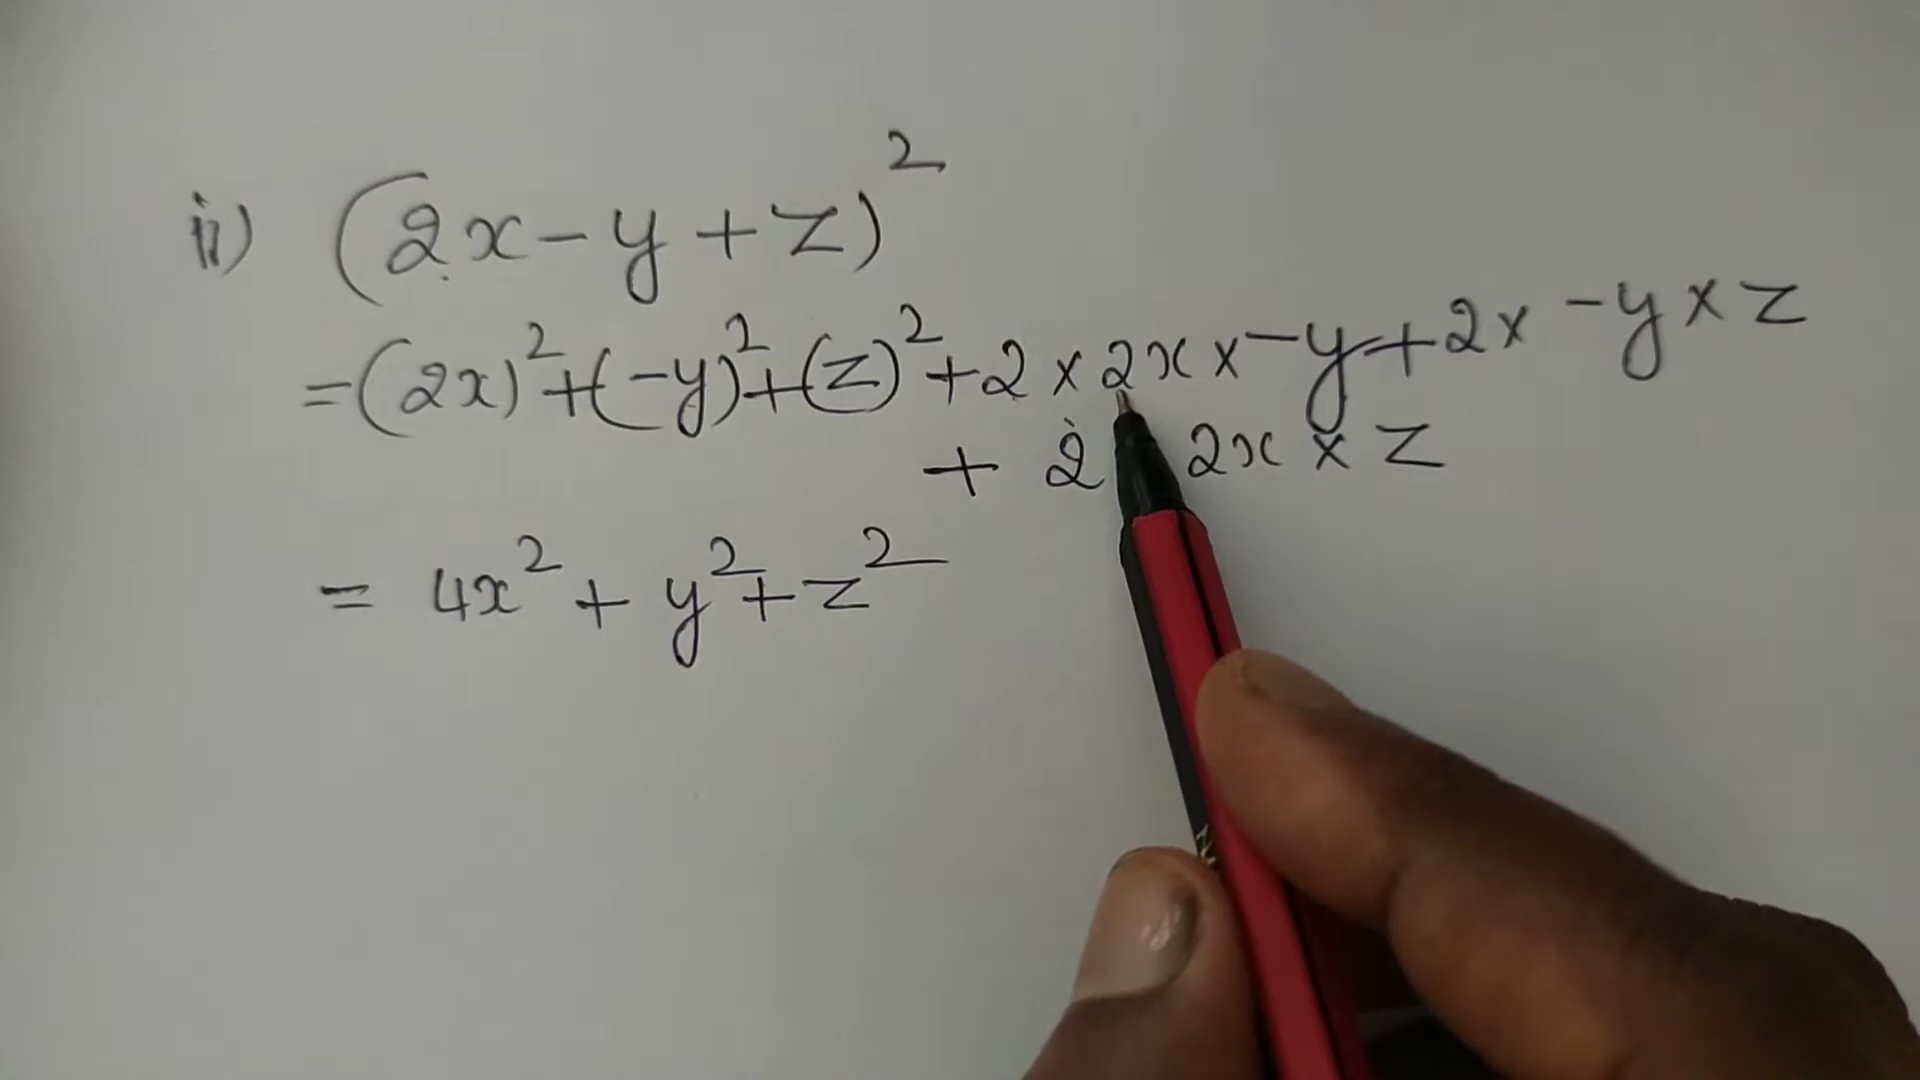 ii) (2x-y+z)²
=(2x)²+(-y)²+(z)²+2×2x×-y+2×-y×z
+ 2 2x×z
= 4x²+y²+z²